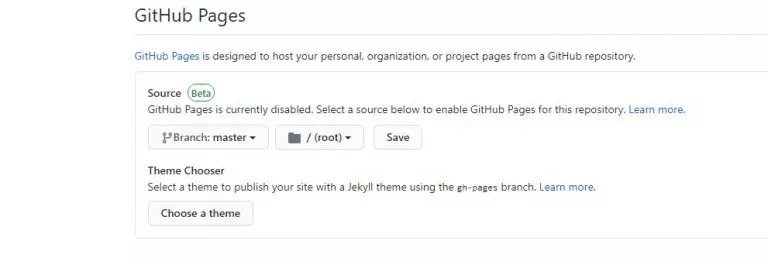 GitHub Pages
GitHub Pages is designed to host your personal, organization, or project pages from a GitHub repository.
Source Beta
GitHub Pages is currently disabled. Select a source below to enable GitHub Pages for this repository. Learn more.
Branch: master / (root) Save
Theme Chooser
Select a theme to publish your site with a Jekyll theme using the gh-pages branch. Learn more.
Choose a theme